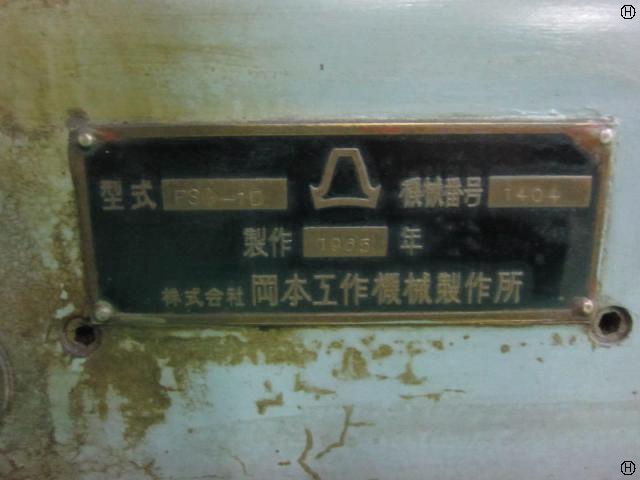 型式 機械番号 1404
製作 1965 年
株式会社 岡本工作機械製作所